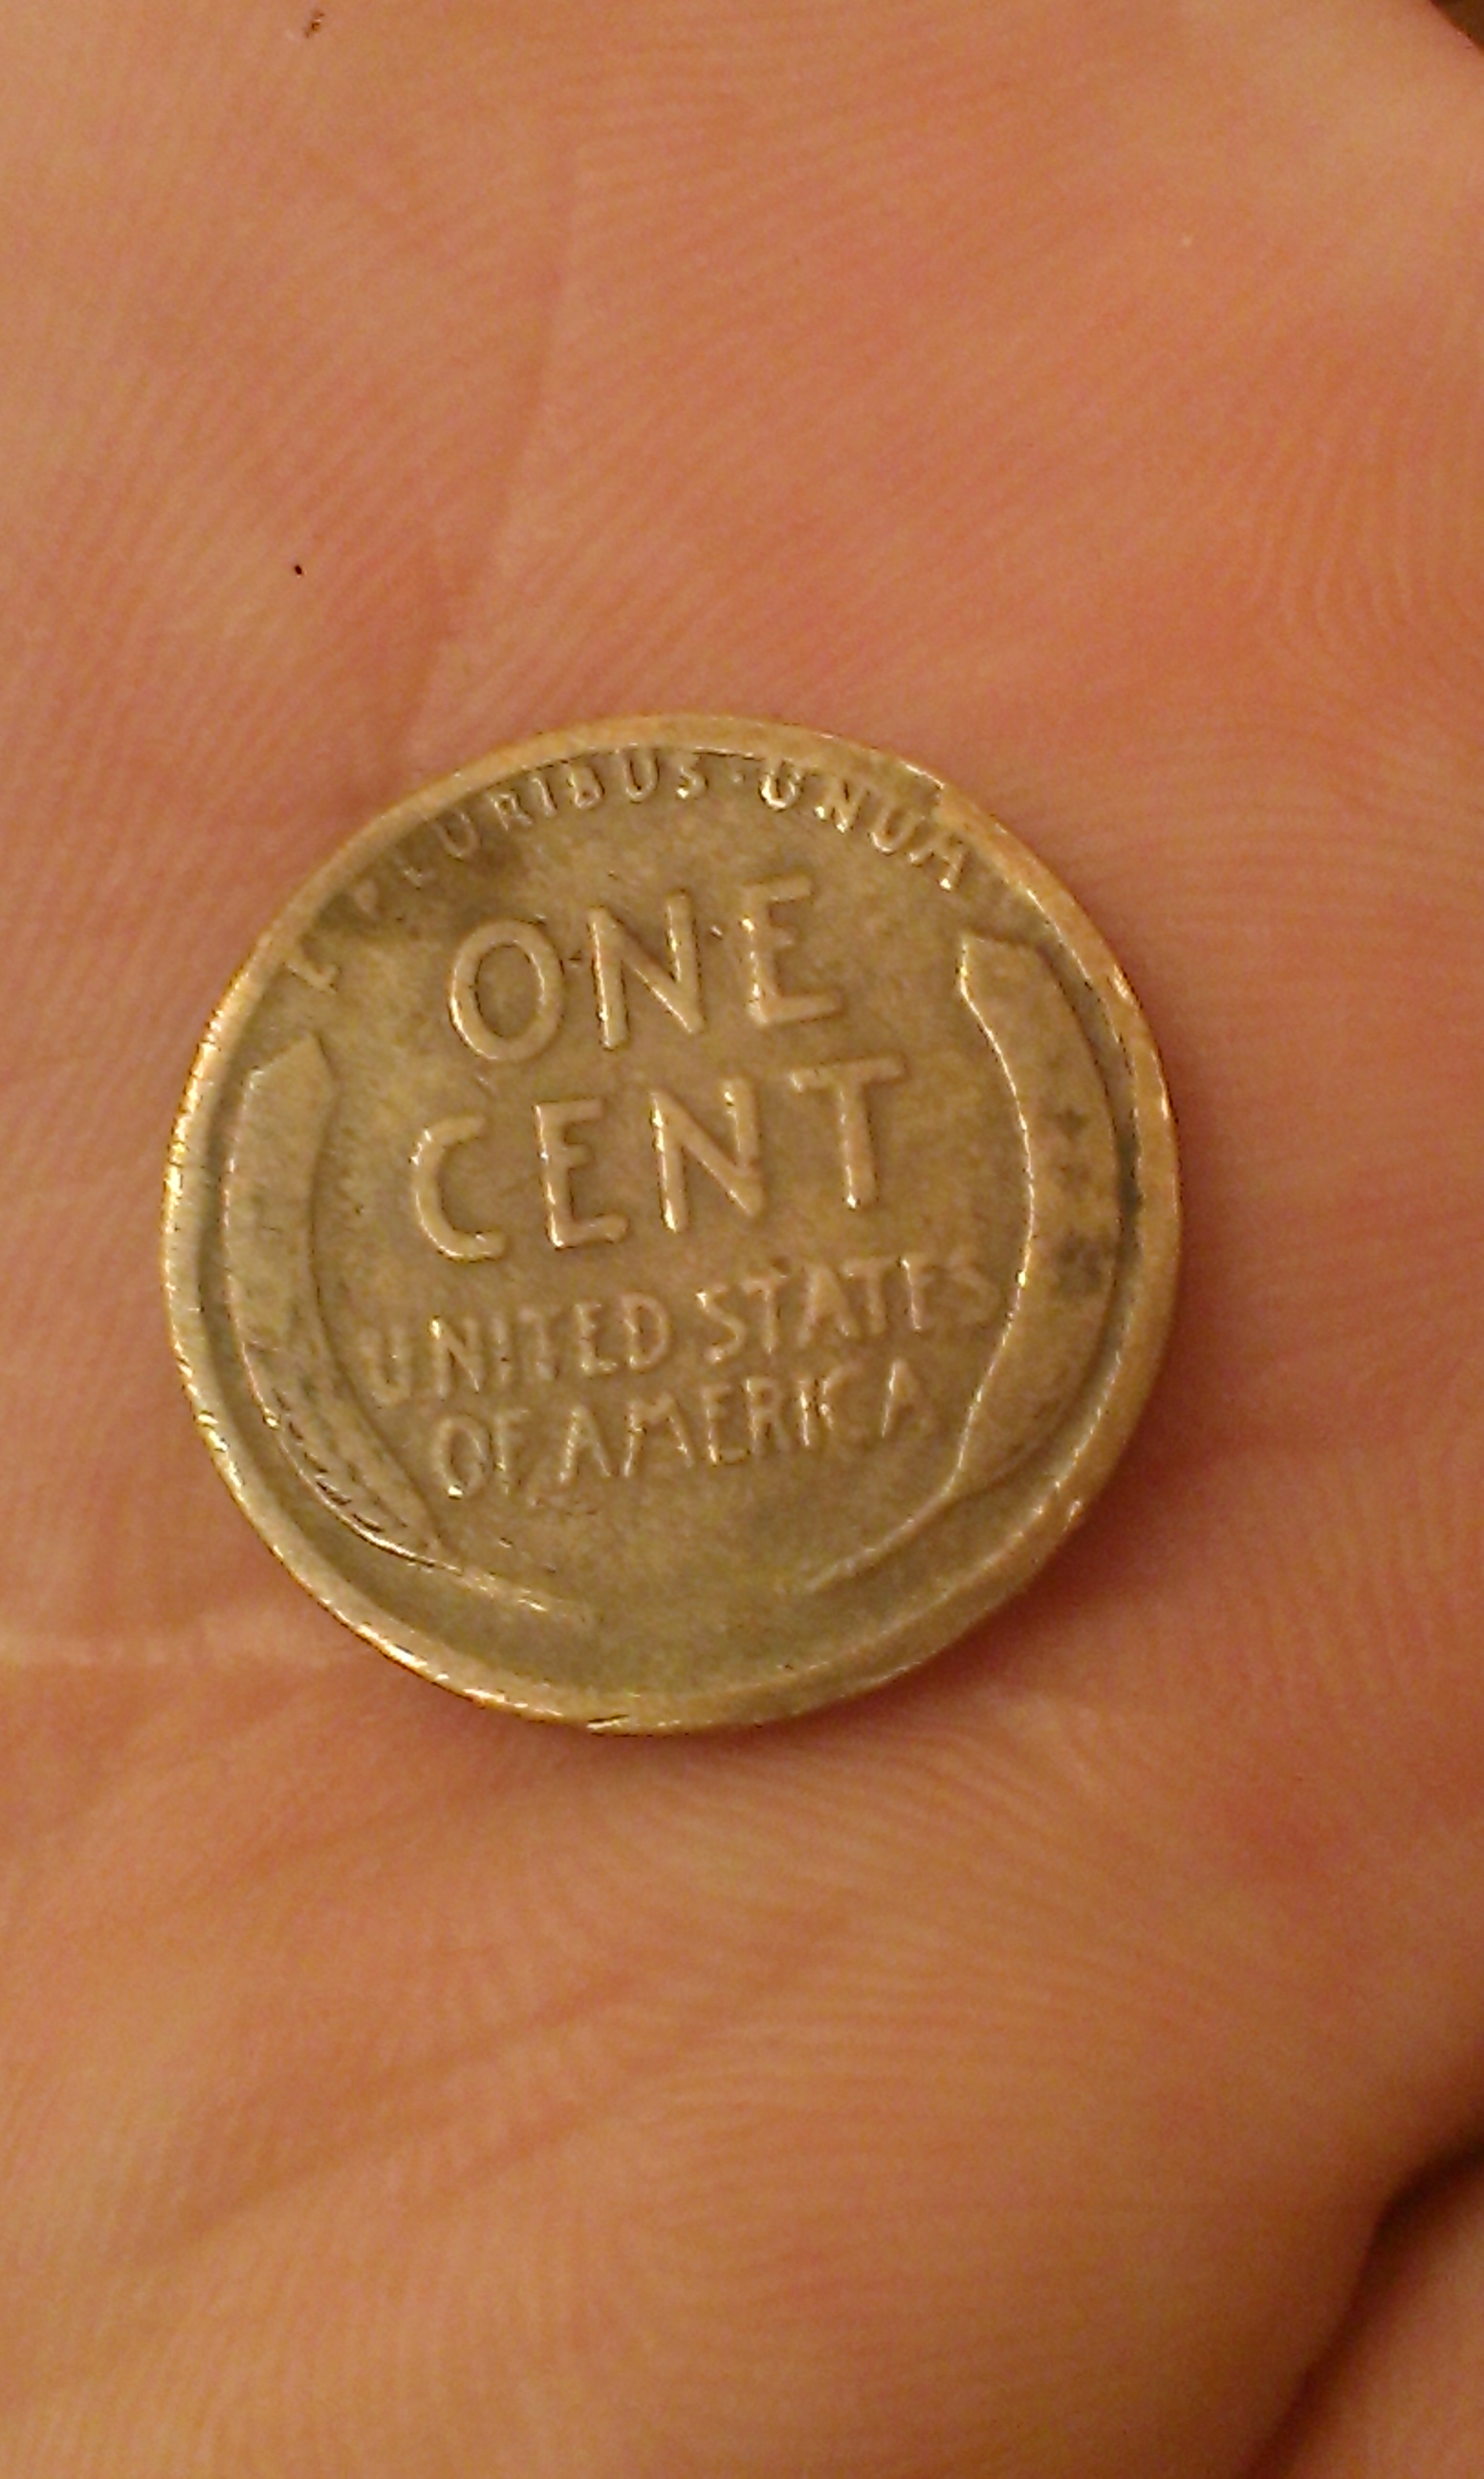 E PLURIBUS · UNUM
ONE
CENT
UNITED STATES
OF AMERICA